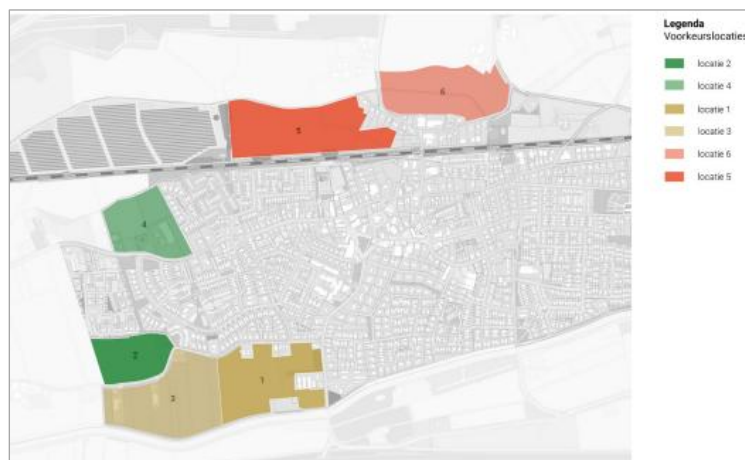 Legenda
Voorkeurslocaties
locatie 2
locatie 4
locatie 1
locatie 3
locatie 6
locatie 5
6
5
4
2
1
3